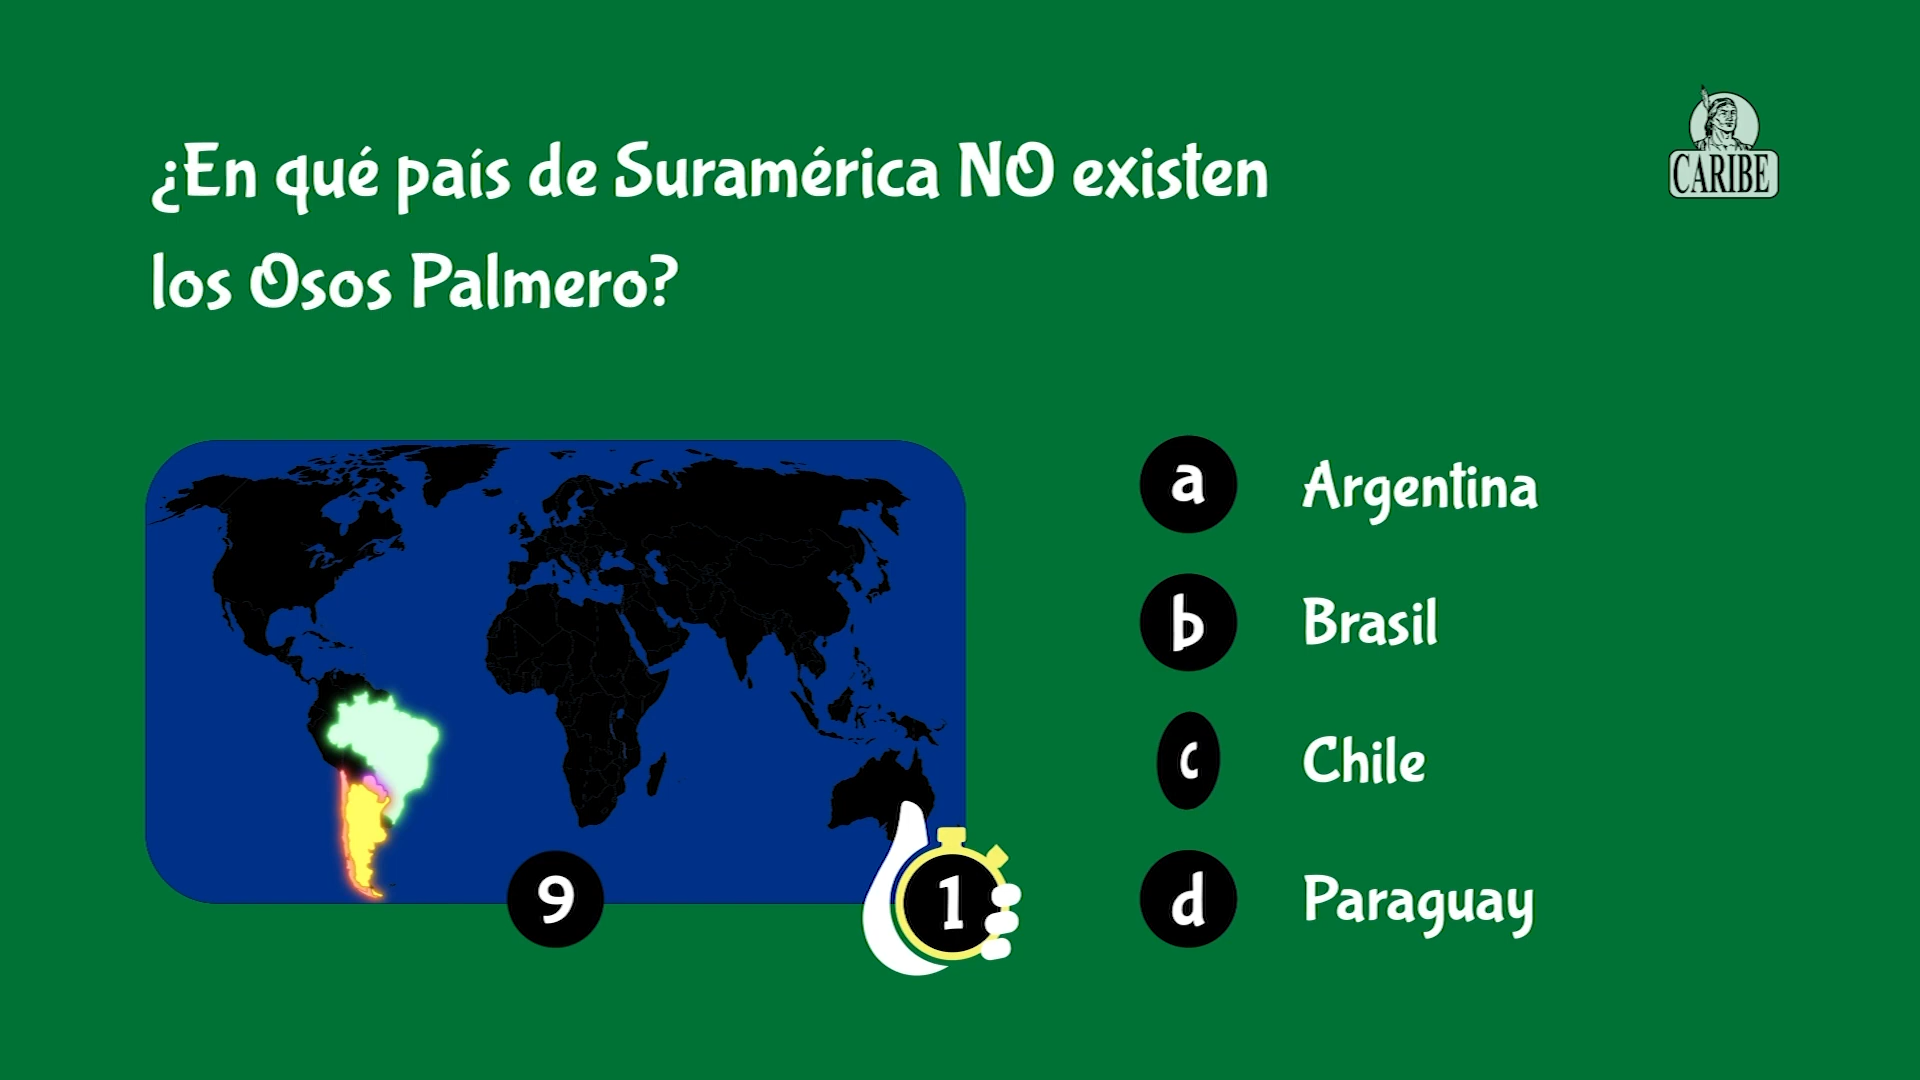 ¿En qué país de Suramérica NO existen
los Osos Palmero?
CARIBE
a Argentina
b Brasil
c Chile
d Paraguay
9
1